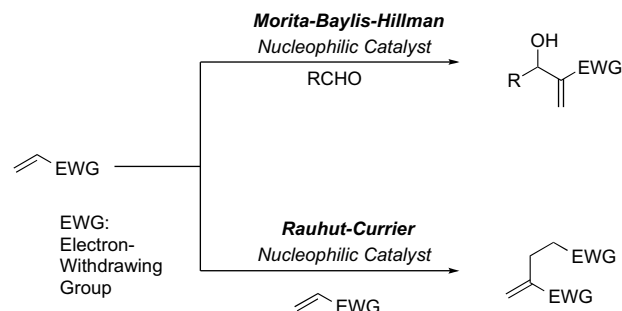 Morita-Baylis-Hillman
Nucleophilic Catalyst
RCHO
OH
R
EWG
EWG
EWG:
Electron-
Withdrawing
Group
Rauhut-Currier
Nucleophilic Catalyst
EWG
EWG
EWG